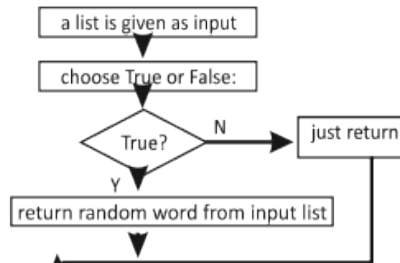 a list is given as input
choose True or False:
True?
N
just return
Y
return random word from input list